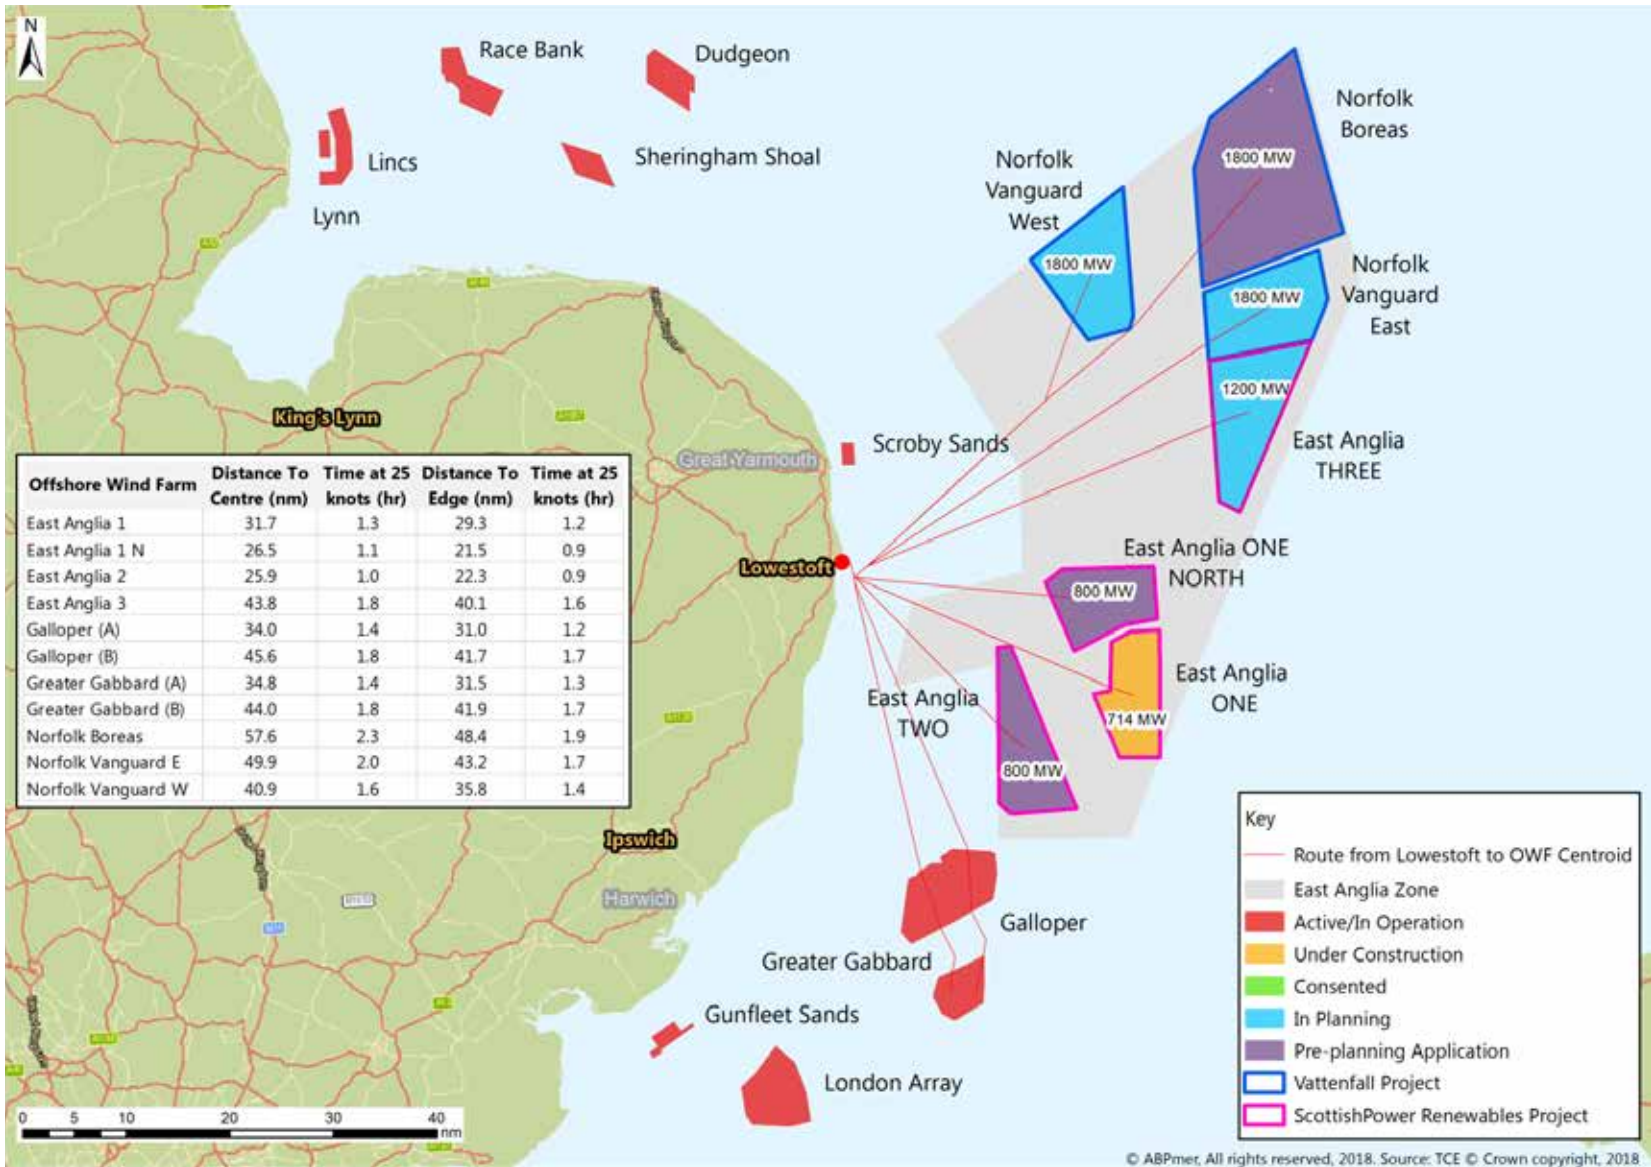 N
Race Bank
Dudgeon
Norfolk
Boreas
Lincs
Sheringham Shoal
Norfolk
Vanguard
West
1800 MW
Lynn
1800 MW
Norfolk
Vanguard
East
1800 MW
1200 MW
King's Lynn
Scroby Sands
East Anglia
THREE
Great Yarmouth
Offshore Wind Farm Distance To Centre (nm) Time at 25 knots (hr) Distance To Edge (nm) Time at 25 knots (hr)
East Anglia 1 31.7 1.3 29.3 1.2
East Anglia 1 N 26.5 1.1 21.5 0.9
East Anglia 2 25.9 1.0 22.3 0.9
East Anglia 3 43.8 1.8 40.1 1.6
Galloper (A) 34.0 1.4 31.0 1.2
Galloper (B) 45.6 1.8 41.7 1.7
Greater Gabbard (A) 34.8 1.4 31.5 1.3
Greater Gabbard (B) 44.0 1.8 41.9 1.7
Norfolk Boreas 57.6 2.3 48.4 1.9
Norfolk Vanguard E 49.9 2.0 43.2 1.7
Norfolk Vanguard W 40.9 1.6 35.8 1.4
Lowestoft
East Anglia ONE
NORTH
800 MW
East Anglia
ONE
714 MW
East Anglia
TWO
800 MW
Ipswich
Harwich
Galloper
Greater Gabbard
Gunfleet Sands
London Array
Key
Route from Lowestoft to OWF Centroid
East Anglia Zone
Active/In Operation
Under Construction
Consented
In Planning
Pre-planning Application
Vattenfall Project
ScottishPower Renewables Project
0 5 10 20 30 40
nm
© ABPmer, All rights reserved, 2018. Source: TCE © Crown copyright, 2018